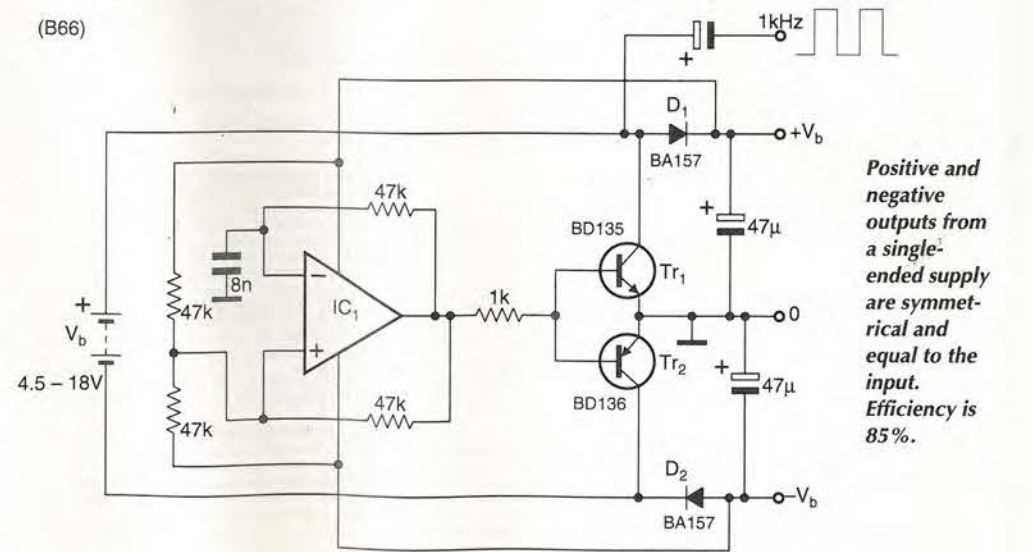 (B66)
1kHz
+
D1
+Vb
BA157
47k
+
47μ
BD135
8n
−
Tr1
IC1
1k
0
+
47k
+
Vb
Tr2
+
47μ
4.5 – 18V
BD136
47k
47k
D2
−Vb
BA157
Positive and
negative
outputs from
a single-
ended supply
are symmet-
rical and
equal to the
input.
Efficiency is
85%.